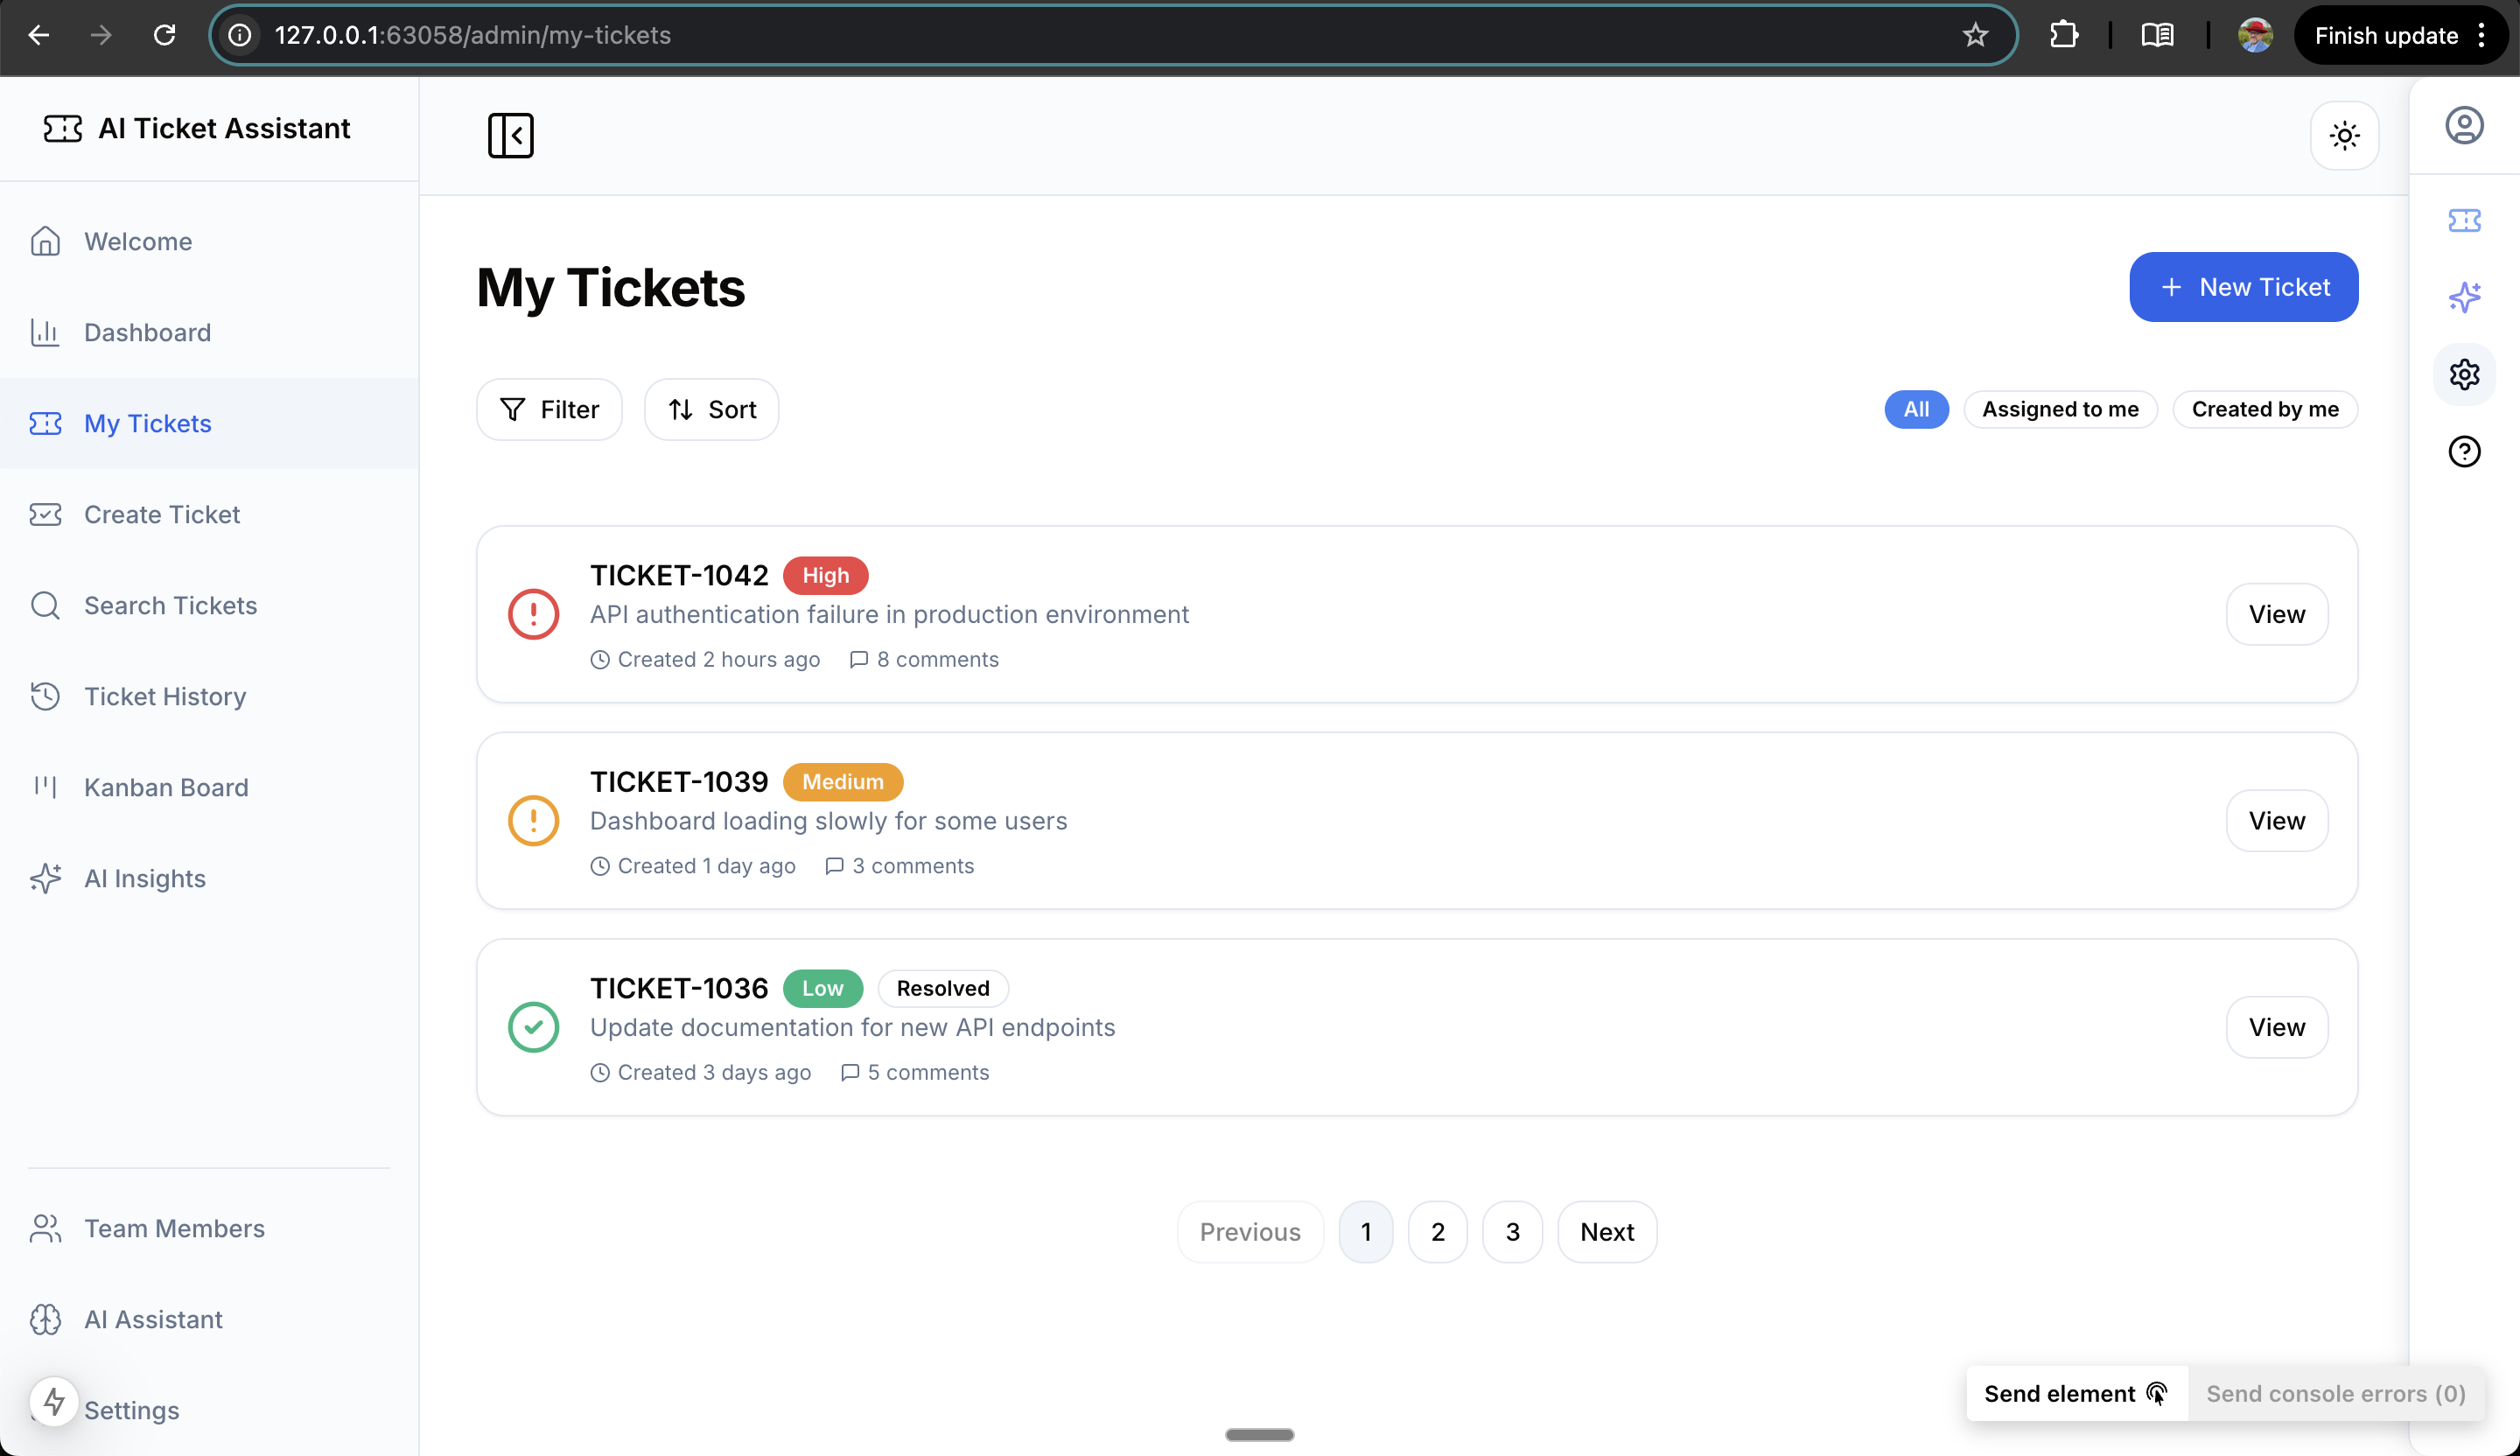 127.0.0.1:63058/admin/my-tickets
Finish update
AI Ticket Assistant
Welcome
Dashboard
My Tickets
Create Ticket
Search Tickets
Ticket History
Kanban Board
AI Insights
Team Members
AI Assistant
Settings
My Tickets
+ New Ticket
Filter
Sort
All
Assigned to me
Created by me
TICKET-1042 High
API authentication failure in production environment
Created 2 hours ago 8 comments
View
TICKET-1039 Medium
Dashboard loading slowly for some users
Created 1 day ago 3 comments
View
TICKET-1036 Low Resolved
Update documentation for new API endpoints
Created 3 days ago 5 comments
View
Previous 1 2 3 Next
Send element
Send console errors (0)